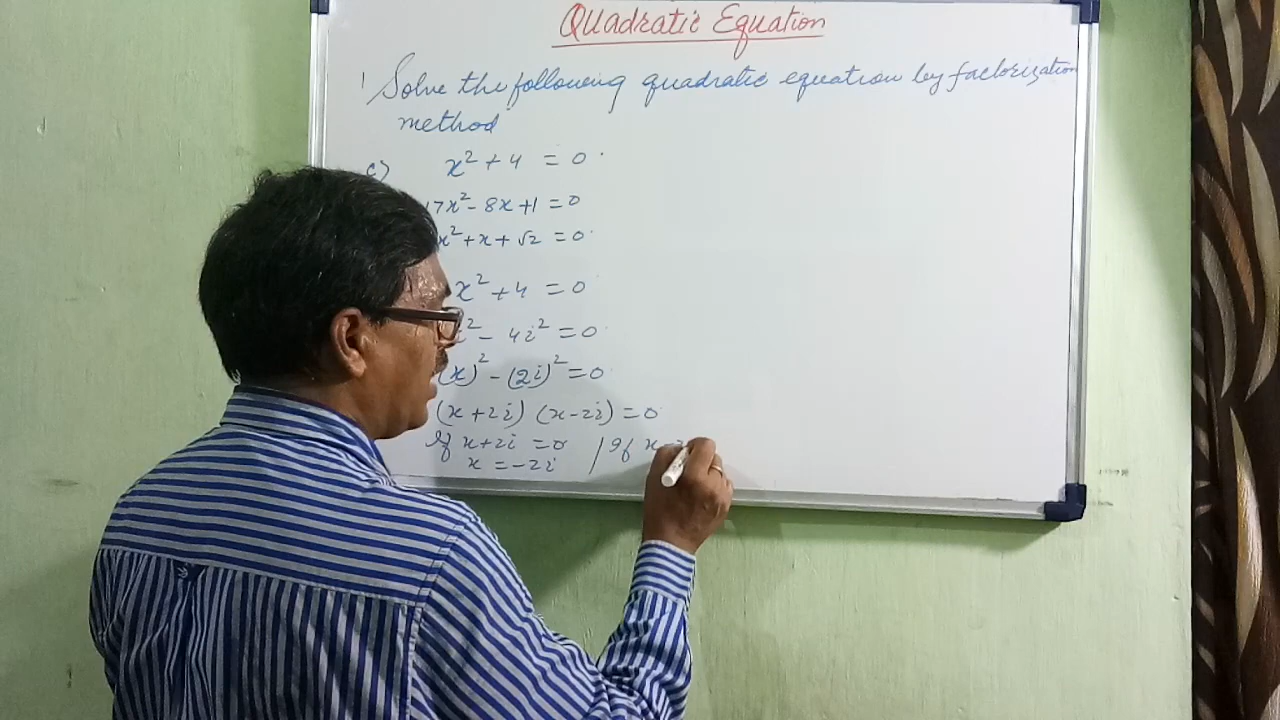 Quadratic Equation
1 Solve the following quadratic equation by factorization
method
c) x² + 4 = 0
7x² - 8x + 1 = 0
x² + x + √2 = 0
x² + 4 = 0
² - 4i² = 0
(x)² - (2i)² = 0
(x + 2i) (x - 2i) = 0
If x + 2i = 0 / If x
x = -2i